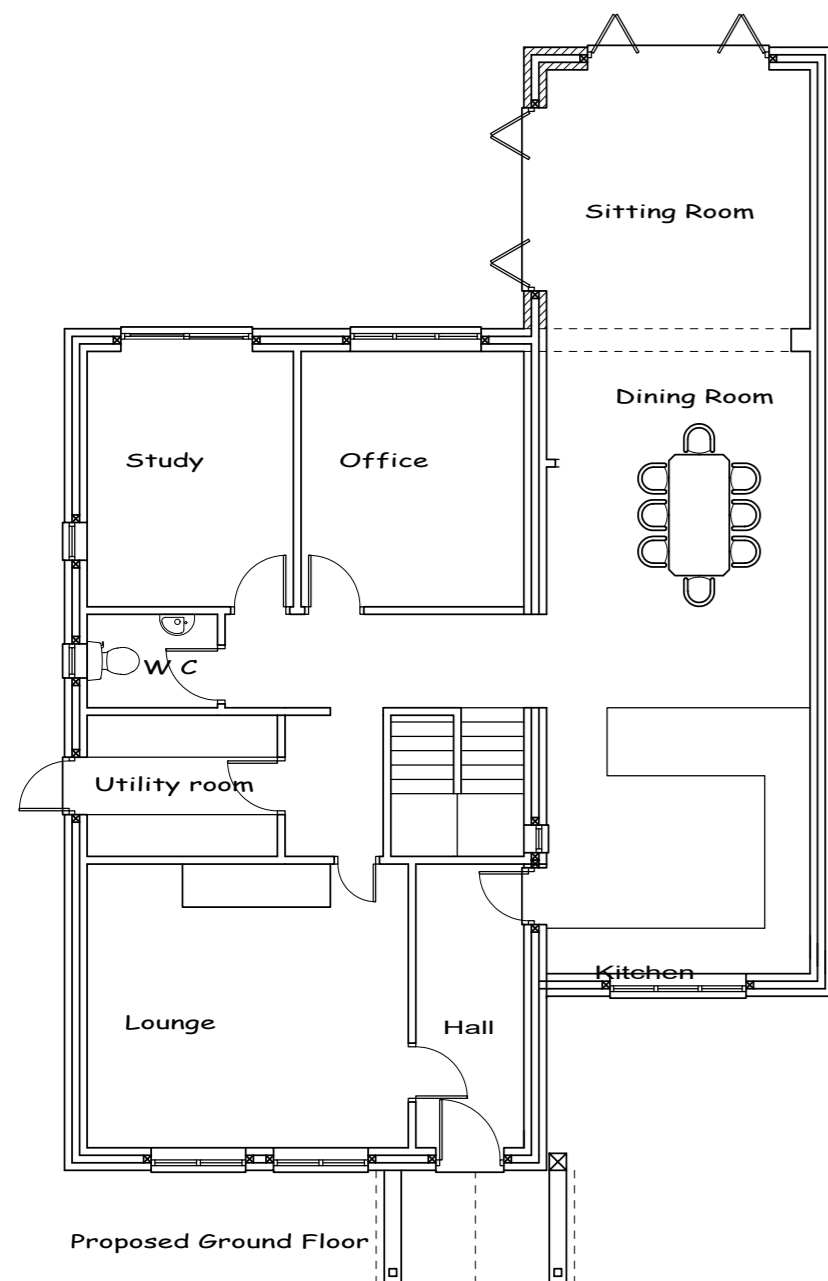 Sitting Room
Dining Room
Study
Office
W C
Utility room
Kitchen
Lounge
Hall
Proposed Ground Floor